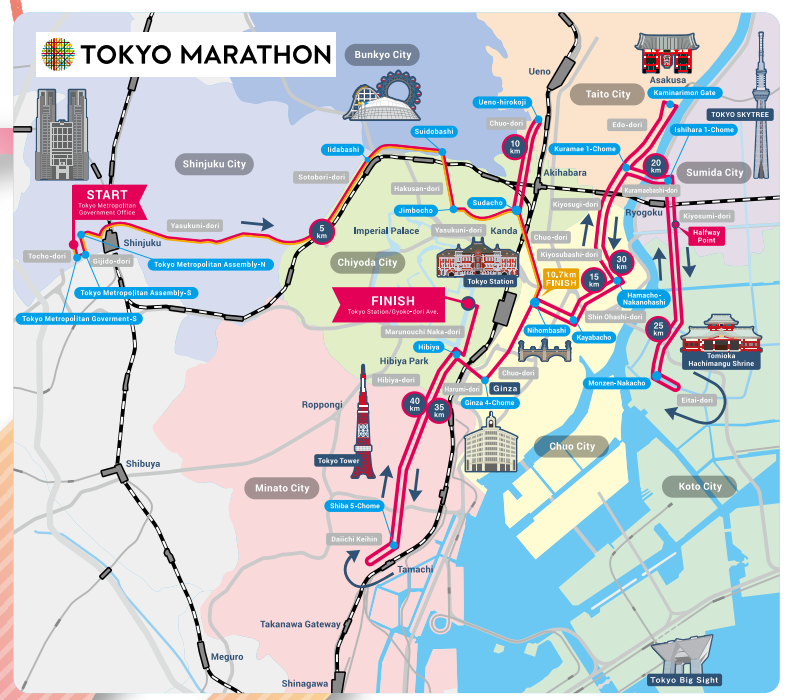 TOKYO MARATHON
Bunkyo City
Ueno
Asakusa
Kaminarimon Gate
Taito City
TOKYO SKYTREE
Ueno-hirokoji
Chuo-dori
Edo-dori
Ishihara 1-Chome
Suidobashi
10
km
Kuramae 1-Chome
Iidabashi
20
km
Shinjuku City
Sotobori-dori
Hakusan-dori
Akihabara
Sumida City
Kuramaebashi-dori
START
Tokyo Metropolitan
Government Office
Jimbocho
Sudacho
Kiyosugi-dori
Ryogoku
Kiyosumi-dori
Yasukuni-dori
5
km
Imperial Palace
Yasukuni-dori
Kanda
Chuo-dori
Halfway
Point
Shinjuku
Tocho-dori
Gijido-dori
Tokyo Metropolitan Assembly-N
Chiyoda City
Kiyosubashi-dori
30
km
10.7km
FINISH
15
km
Tokyo Station
Tokyo Metropolitan Assembly-S
FINISH
Tokyo Station/Gyoko-dori Ave.
Hamacho-
Nakanohashi
Tokyo Metropolitan Goverment-S
Shin Ohashi-dori
25
km
Marunouchi Naka-dori
Nihombashi
Kayabacho
Hibiya
Hibiya Park
Tomioka
Hachimangu Shrine
Hibiya-dori
Harumi-dori
Chuo-dori
Ginza
Monzen-Nakacho
Ginza 4-Chome
Eitai-dori
Roppongi
40
km
35
km
Tokyo Tower
Chuo City
Shibuya
Minato City
Koto City
Shiba 5-Chome
Daiichi Keihin
Tamachi
Takanawa Gateway
Meguro
Shinagawa
Tokyo Big Sight